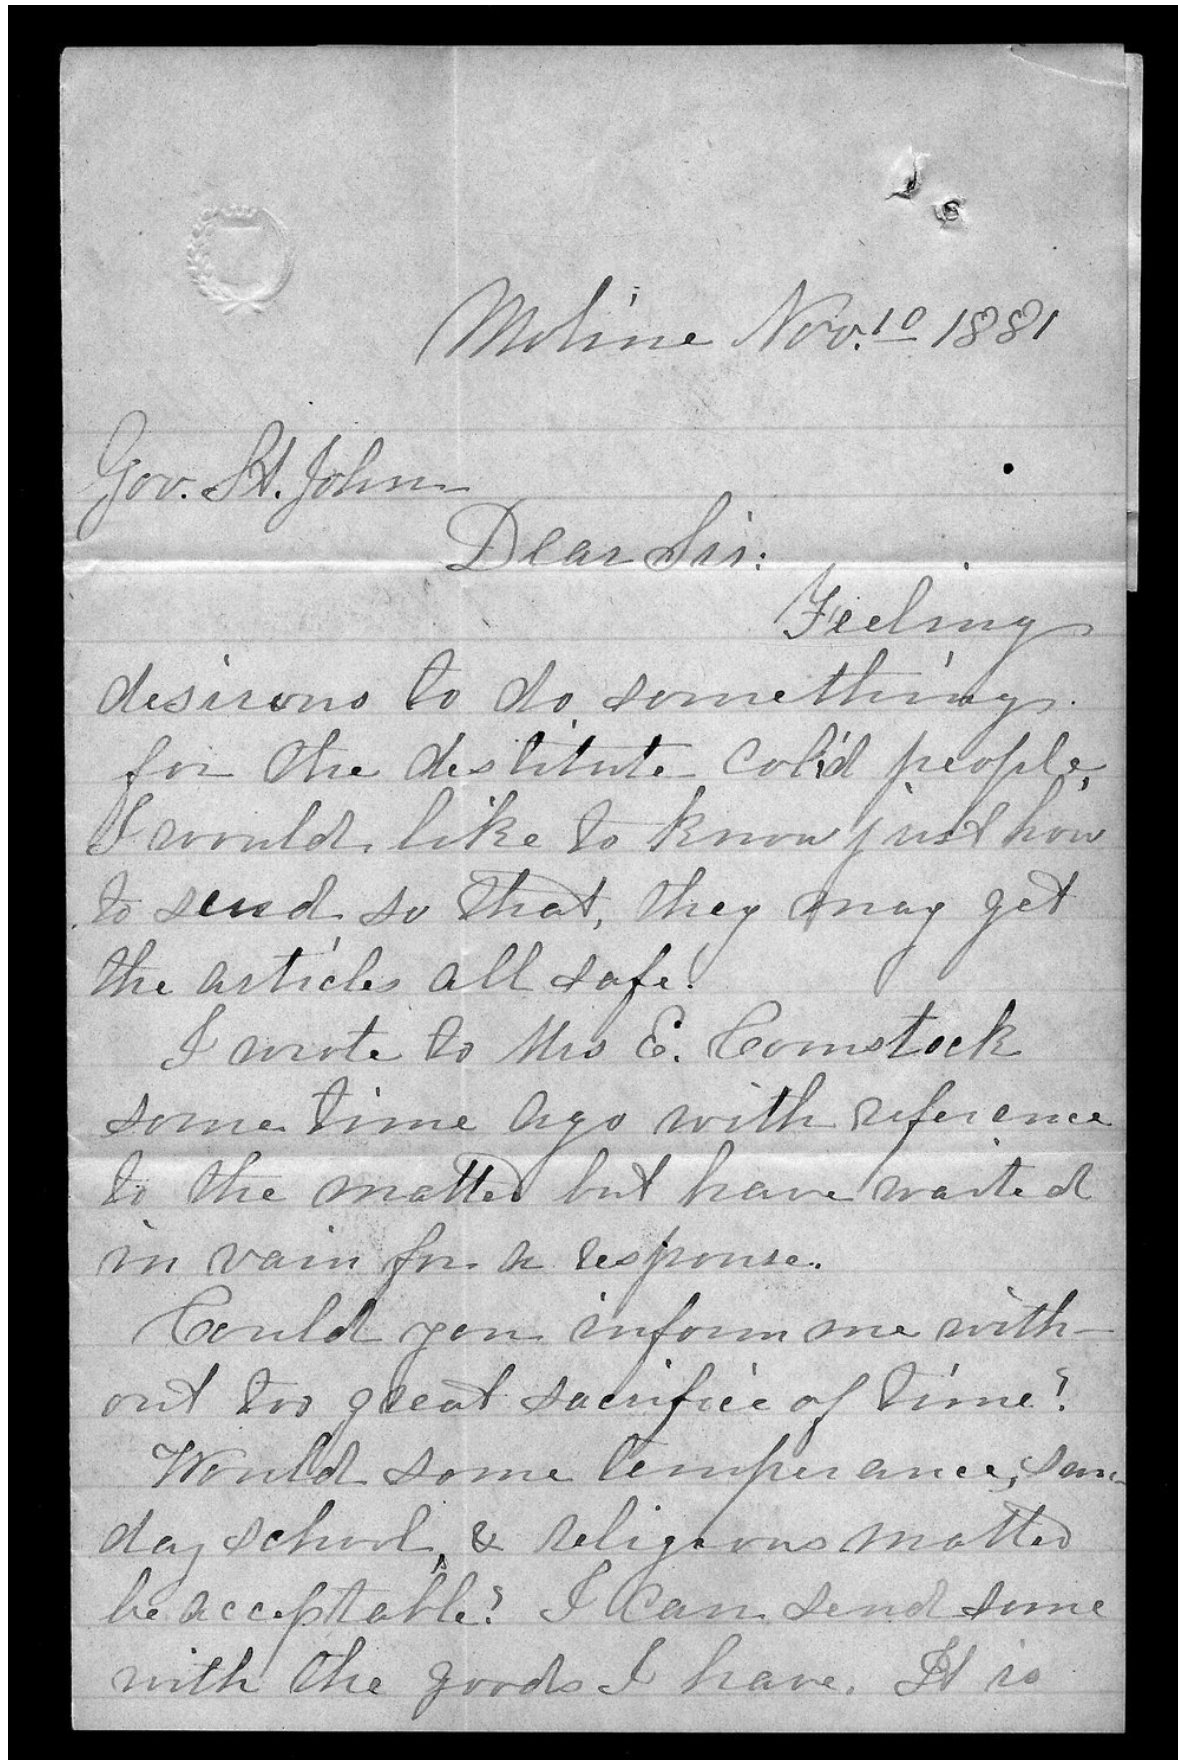 Moline Nov. 10 1881
Gov. St. John
Dear Sir:
Feeling
desirous to do something
for the destitute col'd people,
I would like to know just how
to send so that, they may get
the articles all safe.
I wrote to Mrs E. Comstock
some time ago with reference
to the matter but have waited
in vain for a response.
Could you inform me with-
out too great sacrifice of time?
Would some temperance, sun-
day school, & religious matter
be acceptable? I can send some
with the goods I have. It is